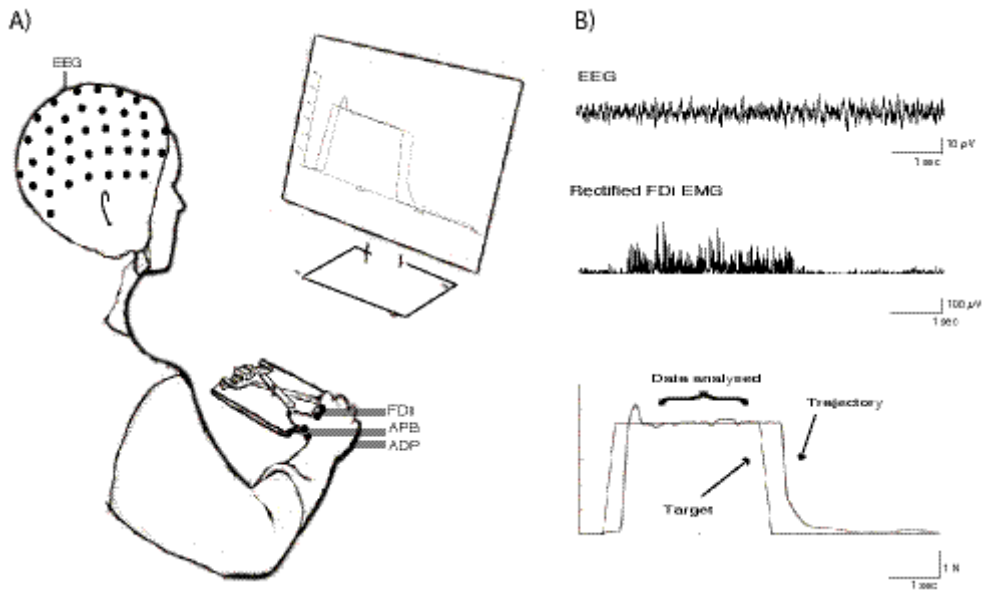 A)
EEG
FDI
APB
ADP
B)
EEG
10 µV
1 sec
Rectified FDI EMG
100 µV
1 sec
Data analysed
Trajectory
Target
1 N
1 sec